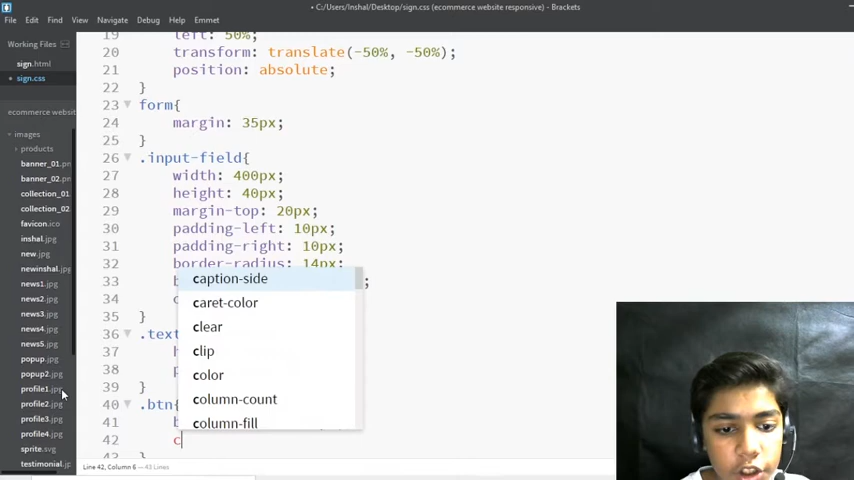 • C:/Users/Inshal/Desktop/sign.css (ecommerce website responsive) - Brackets
File Edit Find View Navigate Debug Help Emmet
Working Files
sign.html
• sign.css
ecommerce websit
images
products
banner_01.pn
banner_02.pn
collection_01
collection_02
favicon.ico
inshal.jpg
new.jpg
newinshal.jpg
news1.jpg
news2.jpg
news3.jpg
news4.jpg
news5.jpg
popup.jpg
popup2.jpg
profile1.jpg
profile2.jpg
profile3.jpg
profile4.jpg
sprite.svg
testimonial.j
19 left: 50%;
20 transform: translate(-50%, -50%);
21 position: absolute;
22 }
23 form{
24 margin: 35px;
25 }
26 .input-field{
27 width: 400px;
28 height: 40px;
29 margin-top: 20px;
30 padding-left: 10px;
31 padding-right: 10px;
32 border-radius: 14px;
33 b ;
34 c
35 }
36 .text
37 h
38 p
39 }
40 .btn{
41 b
42 c
}
caption-side
caret-color
clear
clip
color
column-count
column-fill
Line 42, Column 6 — 43 Lines